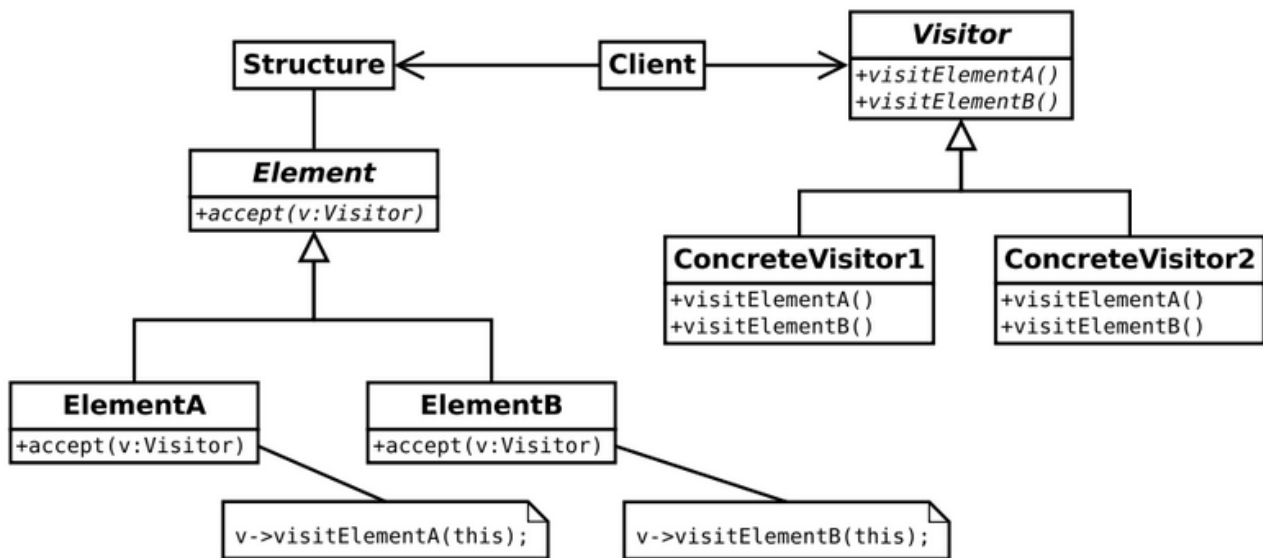 Structure
Client
Visitor
+visitElementA()
+visitElementB()
Element
+accept(v:Visitor)
ConcreteVisitor1
+visitElementA()
+visitElementB()
ConcreteVisitor2
+visitElementA()
+visitElementB()
ElementA
+accept(v:Visitor)
ElementB
+accept(v:Visitor)
v->visitElementA(this);
v->visitElementB(this);